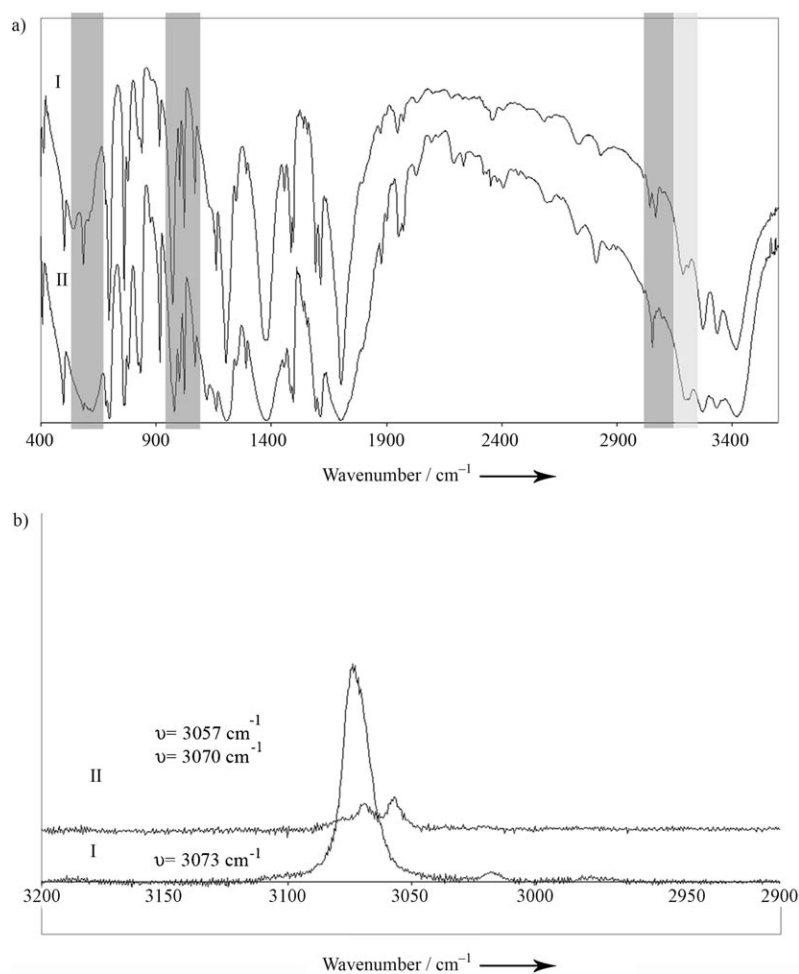 a)
I
II
400 900 1400 1900 2400 2900 3400
Wavenumber / cm⁻¹
b)
υ= 3057 cm⁻¹
υ= 3070 cm⁻¹
II
I
υ= 3073 cm⁻¹
3200 3150 3100 3050 3000 2950 2900
Wavenumber / cm⁻¹